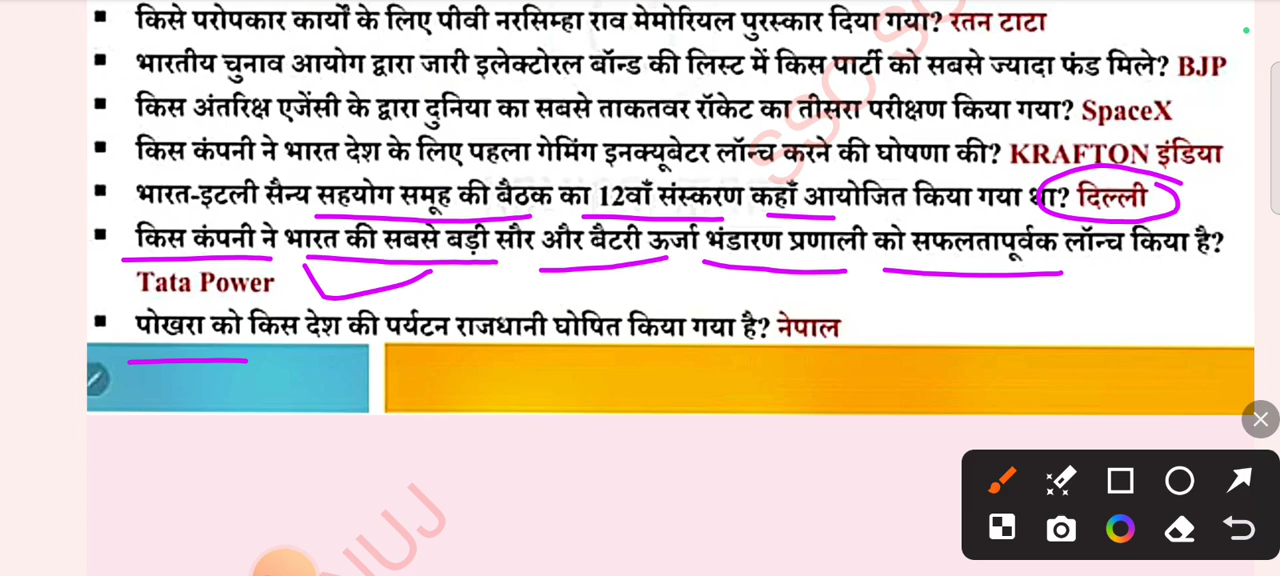 किसे परोपकार कार्यों के लिए पीवी नरसिम्हा राव मेमोरियल पुरस्कार दिया गया? रतन टाटा
भारतीय चुनाव आयोग द्वारा जारी इलेक्टोरल बॉन्ड की लिस्ट में किस पार्टी को सबसे ज्यादा फंड मिले? BJP
किस अंतरिक्ष एजेंसी के द्वारा दुनिया का सबसे ताकतवर रॉकेट का तीसरा परीक्षण किया गया? SpaceX
किस कंपनी ने भारत देश के लिए पहला गेमिंग इनक्यूबेटर लॉन्च करने की घोषणा की? KRAFTON इंडिया
भारत-इटली सैन्य सहयोग समूह की बैठक का 12वाँ संस्करण कहाँ आयोजित किया गया था? दिल्ली
किस कंपनी ने भारत की सबसे बड़ी सौर और बैटरी ऊर्जा भंडारण प्रणाली को सफलतापूर्वक लॉन्च किया है?
Tata Power
पोखरा को किस देश की पर्यटन राजधानी घोषित किया गया है? नेपाल
SSC